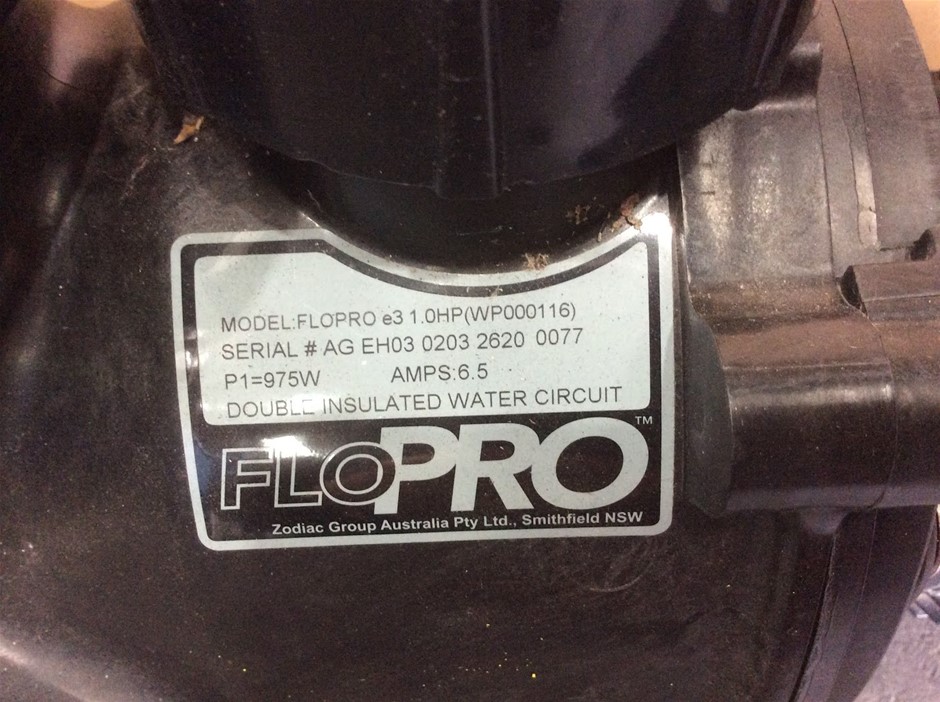 MODEL:FLOPRO e3 1.0HP(WP000116)
SERIAL # AG EH03 0203 2620 0077
P1=975W AMPS:6.5
DOUBLE INSULATED WATER CIRCUIT
FLOPRO™
Zodiac Group Australia Pty Ltd., Smithfield NSW